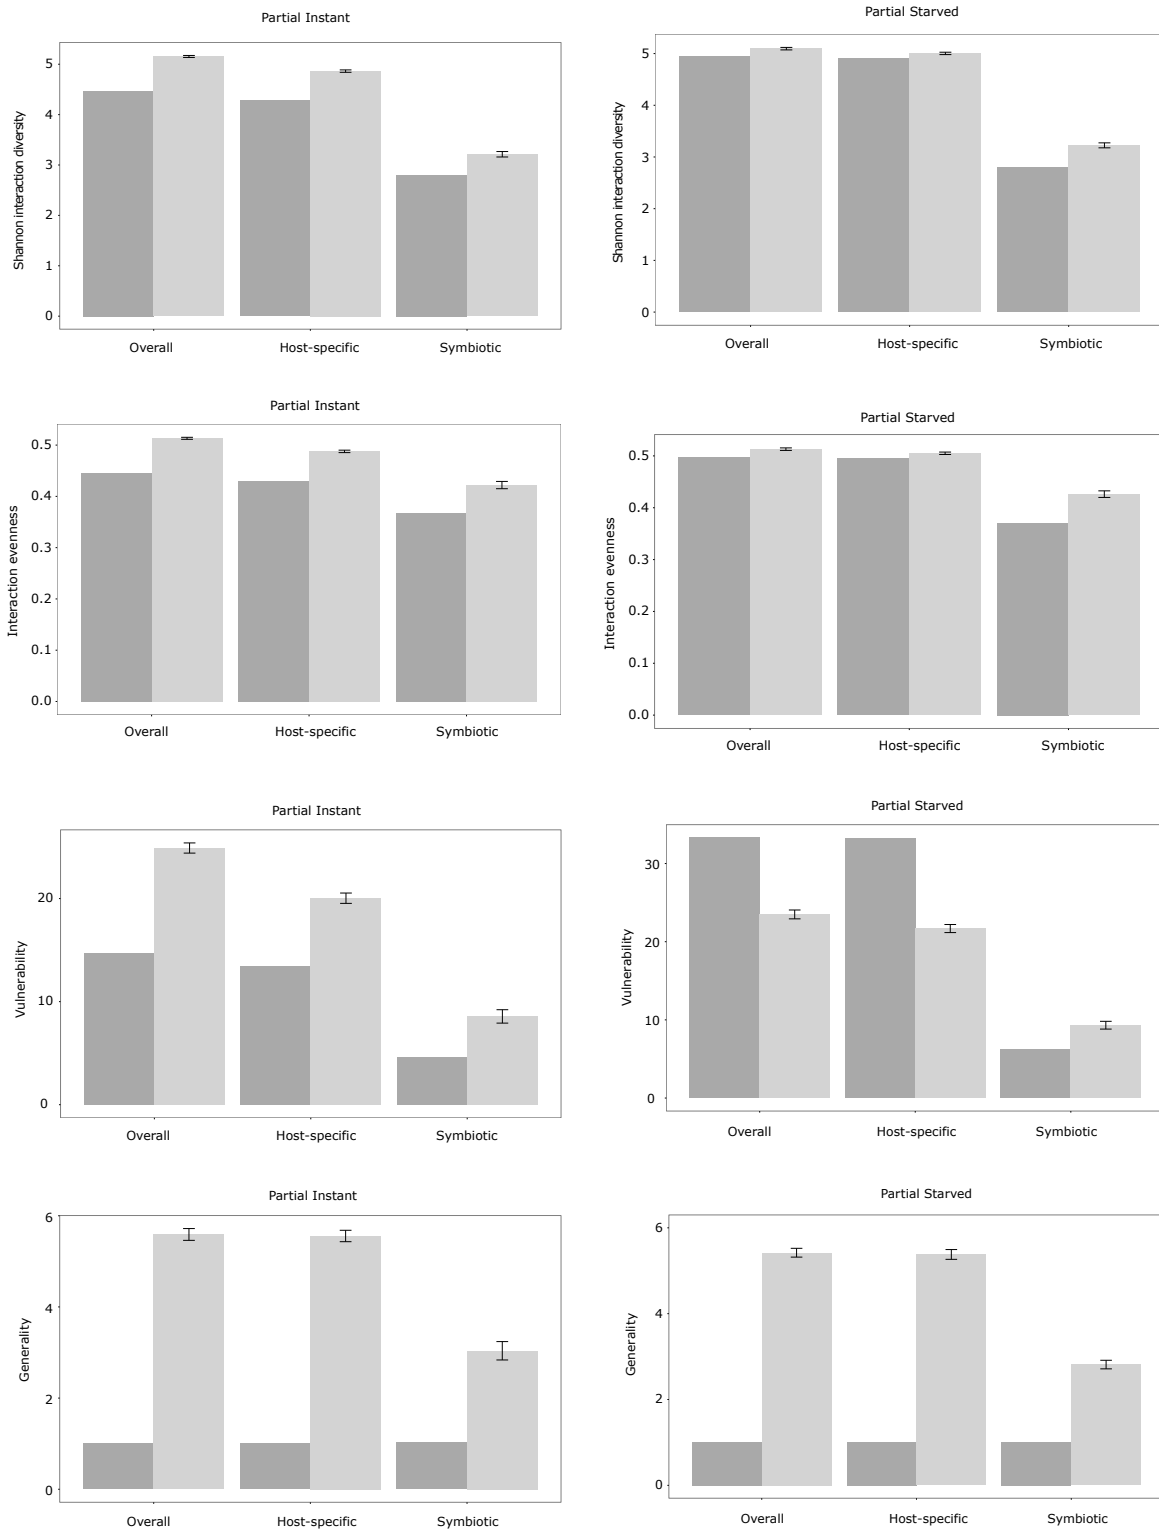 Partial Instant
5
4
3
2
1
0
Shannon interaction diversity
Overall Host-specific Symbiotic
Partial Starved
5
4
3
2
1
0
Shannon interaction diversity
Overall Host-specific Symbiotic
Partial Instant
0.5
0.4
0.3
0.2
0.1
0.0
Interaction evenness
Overall Host-specific Symbiotic
Partial Starved
0.5
0.4
0.3
0.2
0.1
0.0
Interaction evenness
Overall Host-specific Symbiotic
Partial Instant
20
10
0
Vulnerability
Overall Host-specific Symbiotic
Partial Starved
30
20
10
0
Vulnerability
Overall Host-specific Symbiotic
Partial Instant
6
4
2
0
Generality
Overall Host-specific Symbiotic
Partial Starved
6
4
2
0
Generality
Overall Host-specific Symbiotic